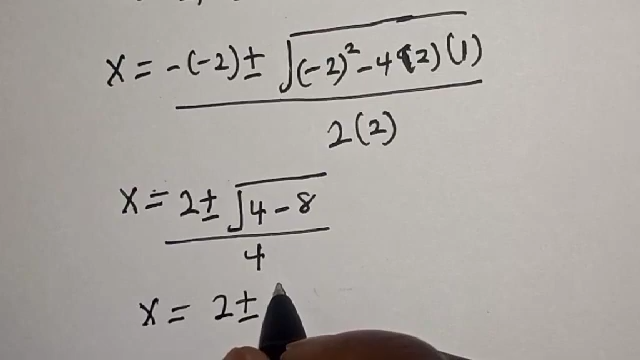 x = -(-2) ± √((-2)² - 4(2)(1)) / 2(2)
x = 2 ± √(4 - 8) / 4
x = 2 ±